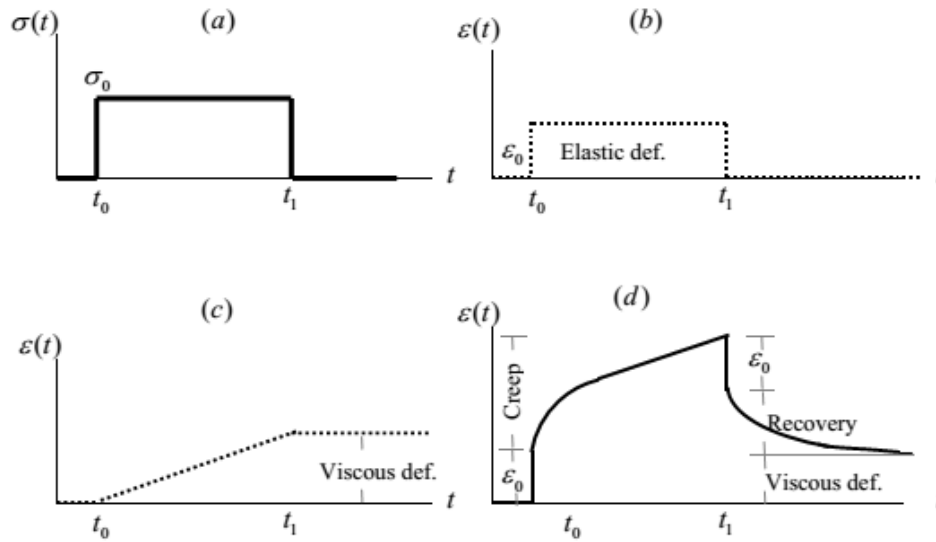 σ(t)
(a)
σ₀
t
t₀
t₁
ε(t)
(b)
ε₀
Elastic def.
t₀
t₁
ε(t)
(c)
Viscous def.
t
t₀
t₁
ε(t)
(d)
Creep
ε₀
ε₀
Recovery
Viscous def.
t₀
t₁